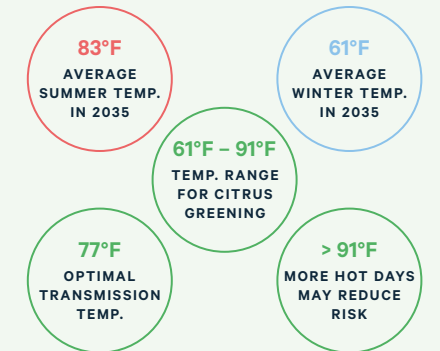 83°F
AVERAGE
SUMMER TEMP.
IN 2035
61°F
AVERAGE
WINTER TEMP.
IN 2035
61°F – 91°F
TEMP. RANGE
FOR CITRUS
GREENING
77°F
OPTIMAL
TRANSMISSION
TEMP.
> 91°F
MORE HOT DAYS
MAY REDUCE
RISK